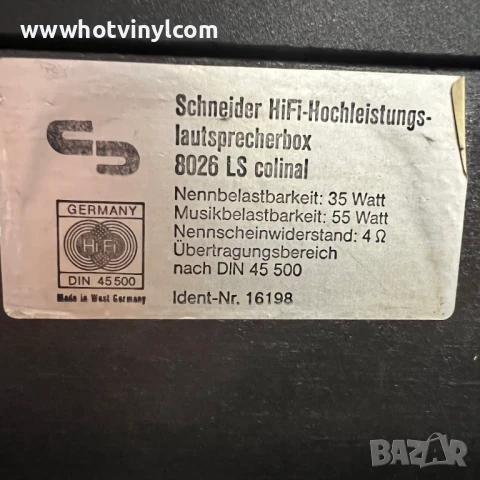 www.hotvinyl.com
Schneider HiFi-Hochleistungs-
lautsprecherbox
8026 LS colinal
Nennbelastbarkeit: 35 Watt
Musikbelastbarkeit: 55 Watt
Nennscheinwiderstand: 4 Ω
Übertragungsbereich
nach DIN 45 500
Ident-Nr. 16198
GERMANY
HiFi
DIN 45 500
Made in West Germany
BAZAR